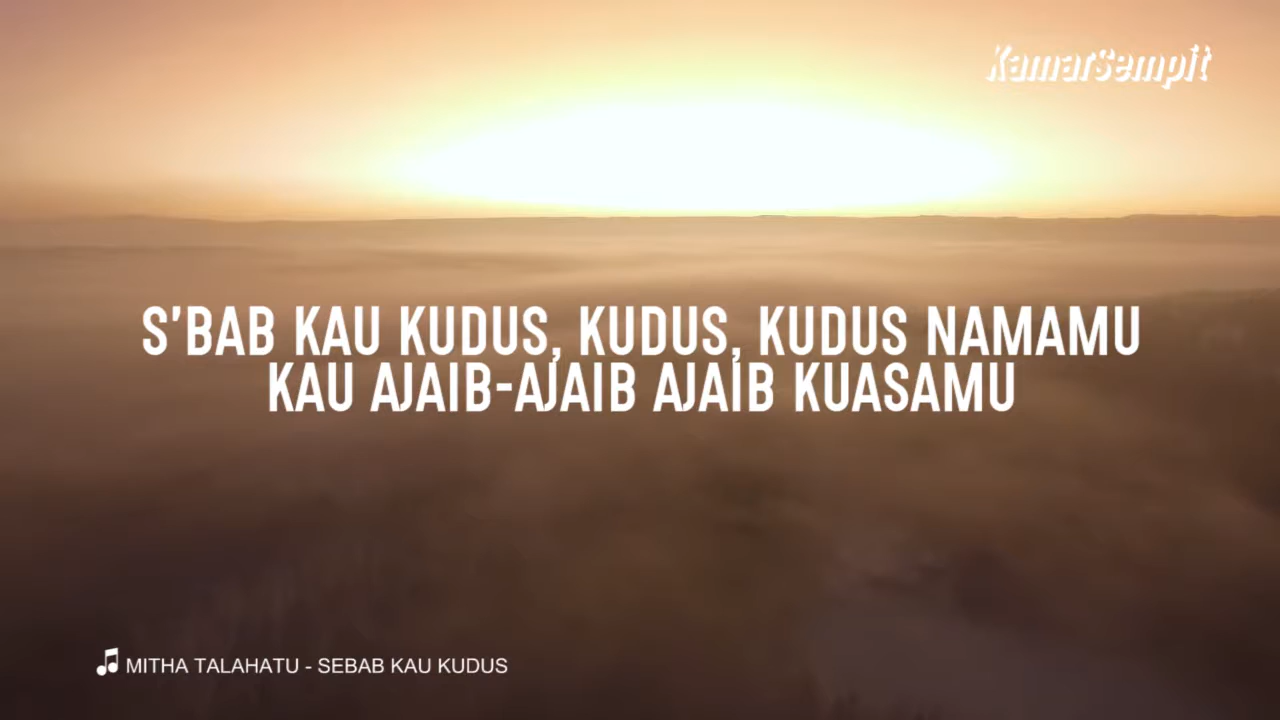 KamarSempit
S'BAB KAU KUDUS, KUDUS, KUDUS NAMAMU
KAU AJAIB-AJAIB AJAIB KUASAMU
MITHA TALAHATU - SEBAB KAU KUDUS